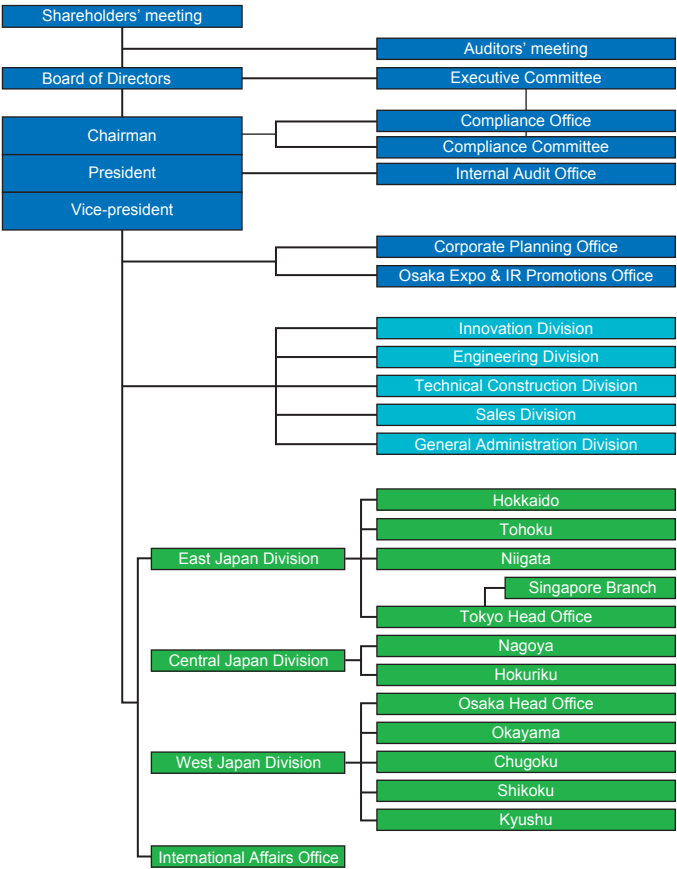 Shareholders’ meeting
Auditors’ meeting
Board of Directors
Executive Committee
Chairman
Compliance Office
Compliance Committee
President
Internal Audit Office
Vice-president
Corporate Planning Office
Osaka Expo & IR Promotions Office
Innovation Division
Engineering Division
Technical Construction Division
Sales Division
General Administration Division
East Japan Division
Hokkaido
Tohoku
Niigata
Singapore Branch
Tokyo Head Office
Central Japan Division
Nagoya
Hokuriku
West Japan Division
Osaka Head Office
Okayama
Chugoku
Shikoku
Kyushu
International Affairs Office